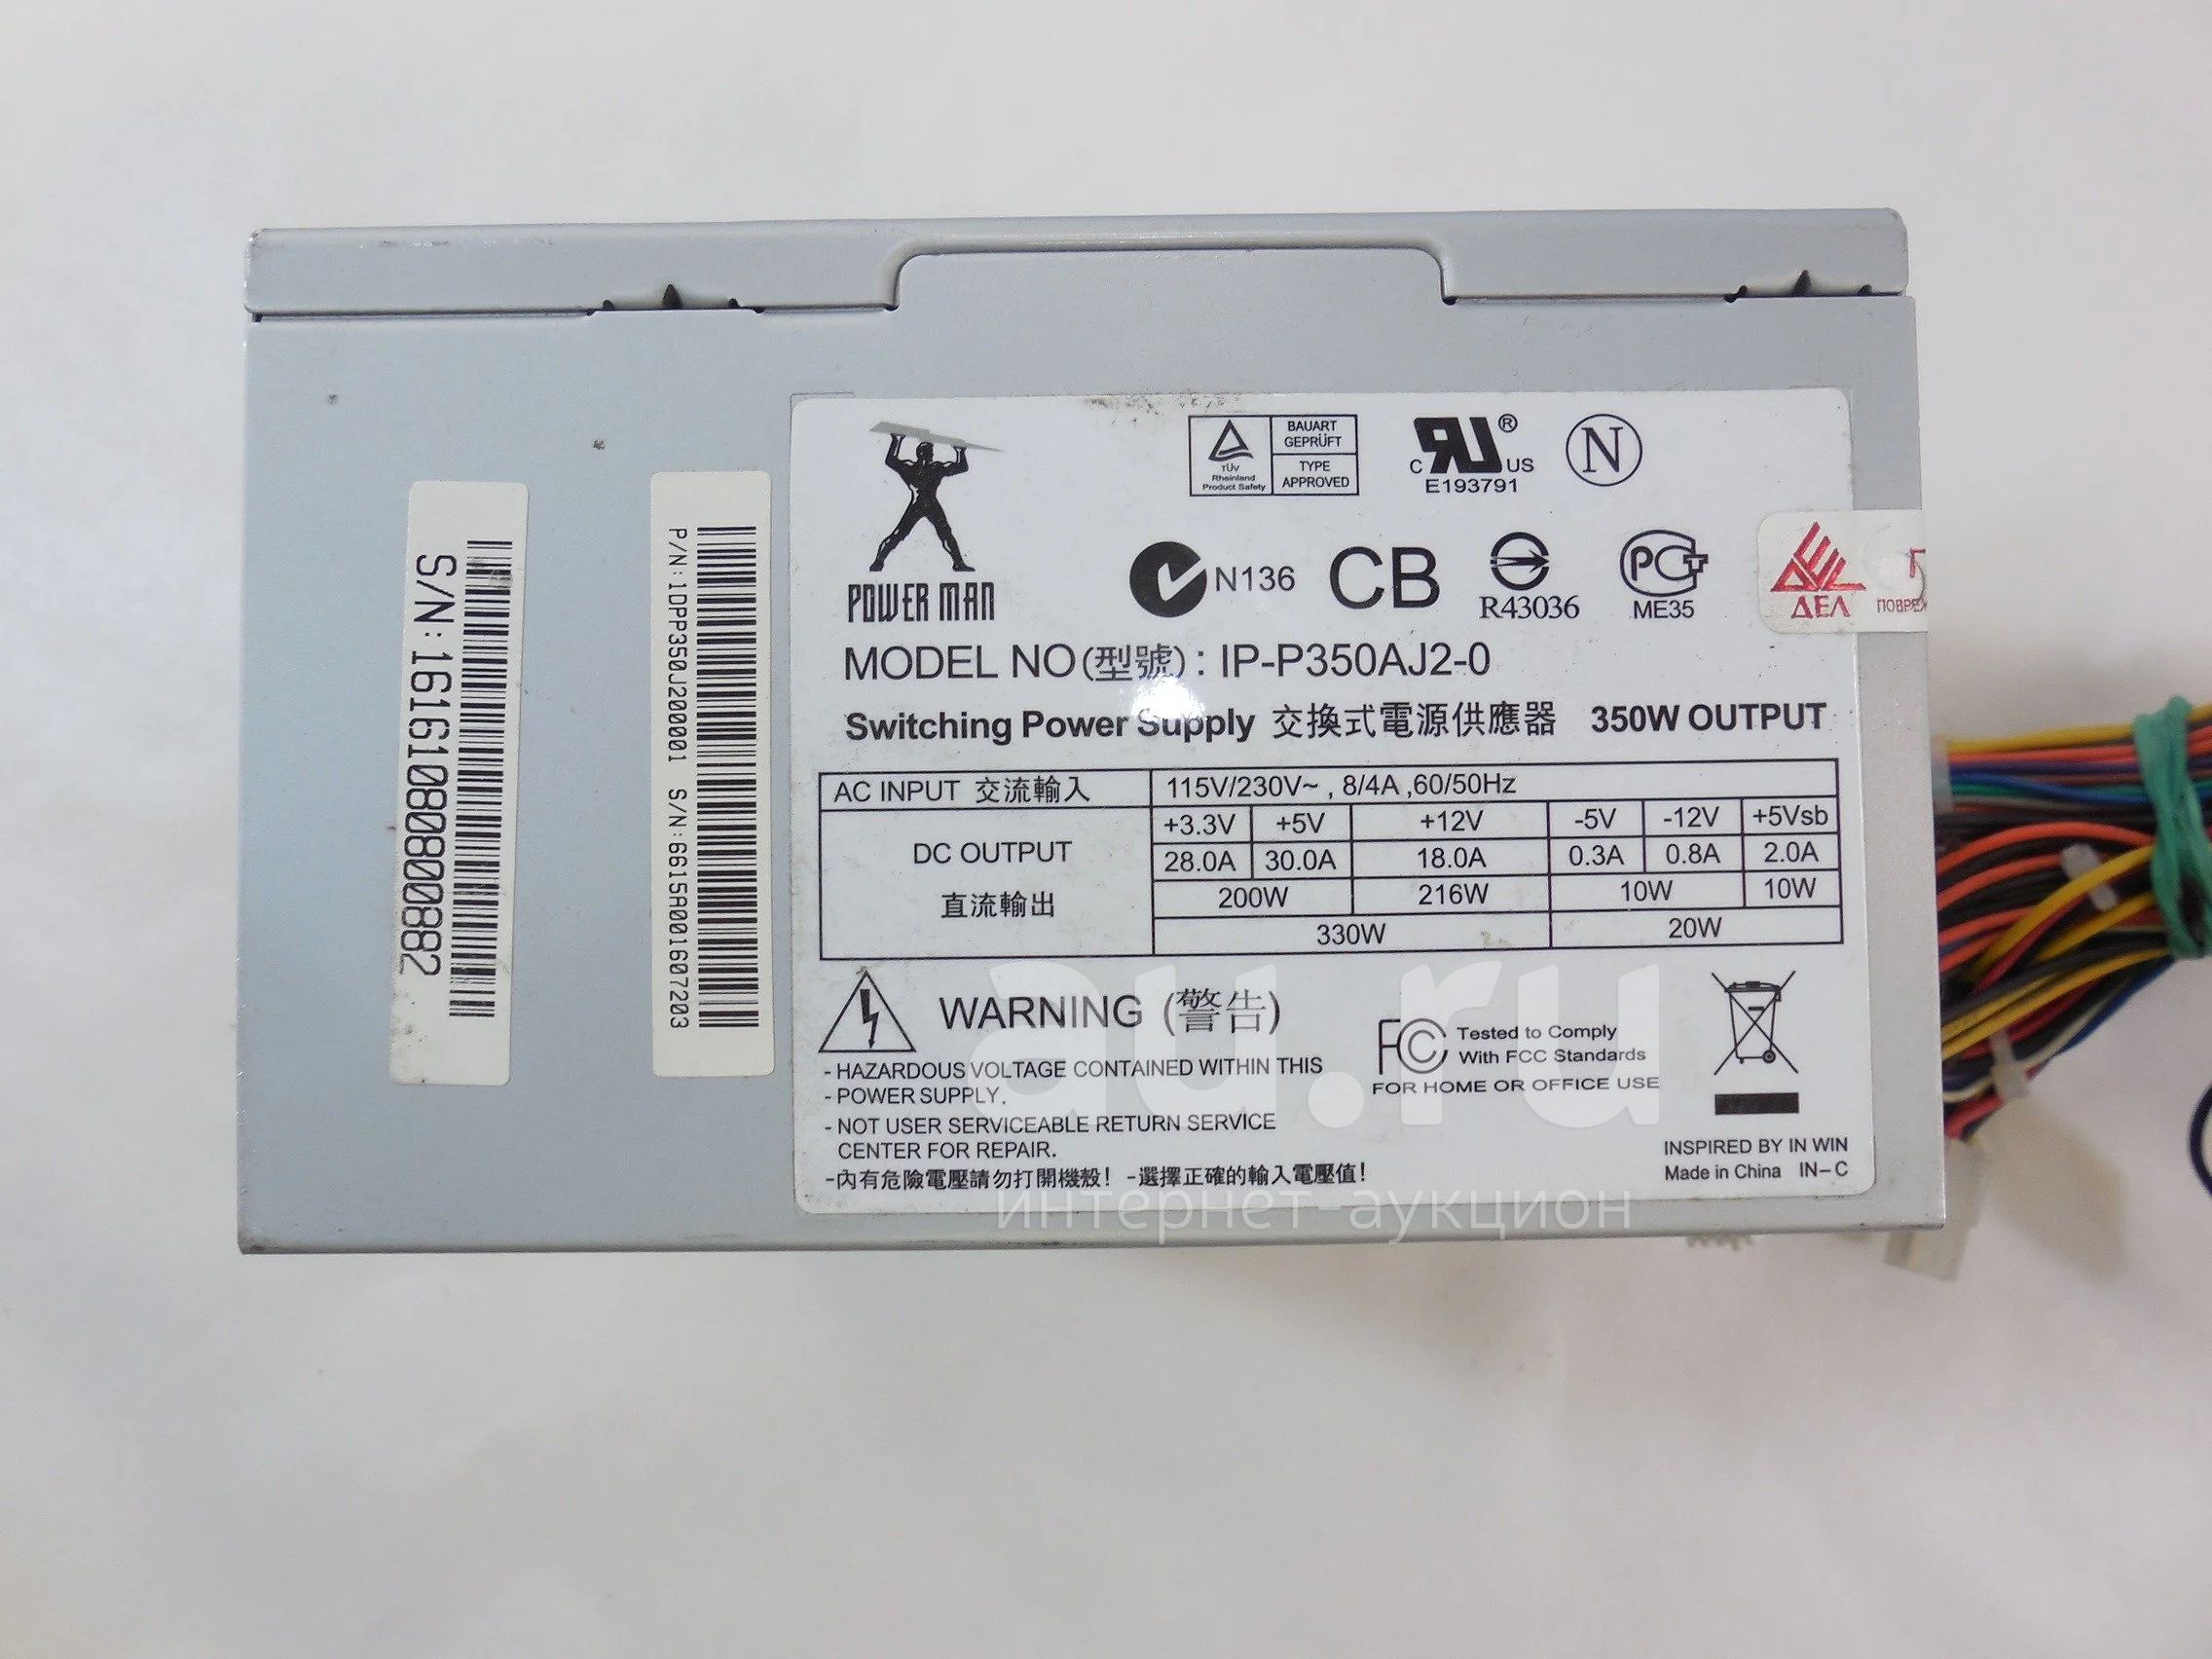 S/N:1616108080000882
P/N:1DPP350J200001 S/N:6615A001607203
POWER MAN
TÜV
Rheinland
Product Safety
BAUART
GEPRÜFT
TYPE
APPROVED
C RU US ®
E193791
N
N136
CB
R43036
PCT
ME35
ДЕЛ
ПОВРЕЖ
MODEL NO(型號): IP-P350AJ2-0
Switching Power Supply 交換式電源供應器 350W OUTPUT
AC INPUT 交流輸入 115V/230V~ , 8/4A ,60/50Hz
DC OUTPUT
直流輸出
+3.3V +5V +12V -5V -12V +5Vsb
28.0A 30.0A 18.0A 0.3A 0.8A 2.0A
200W 216W 10W 10W
330W 20W
WARNING (警告)
- HAZARDOUS VOLTAGE CONTAINED WITHIN THIS
- POWER SUPPLY.
- NOT USER SERVICEABLE RETURN SERVICE
CENTER FOR REPAIR.
-內有危險電壓請勿打開機殼! -選擇正確的輸入電壓值!
FC Tested to Comply
With FCC Standards
FOR HOME OR OFFICE USE
INSPIRED BY IN WIN
Made in China IN-C
au.ru
интернет-аукцион